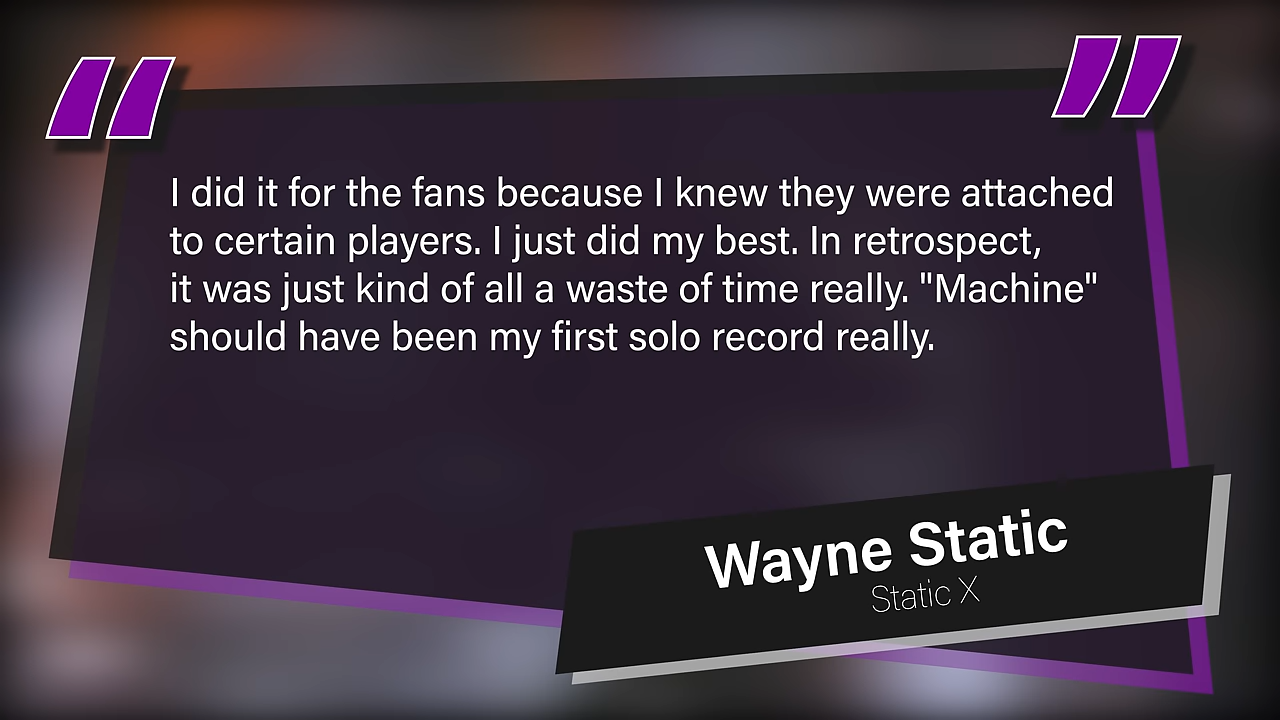 I did it for the fans because I knew they were attached
to certain players. I just did my best. In retrospect,
it was just kind of all a waste of time really. "Machine"
should have been my first solo record really.
Wayne Static
Static X